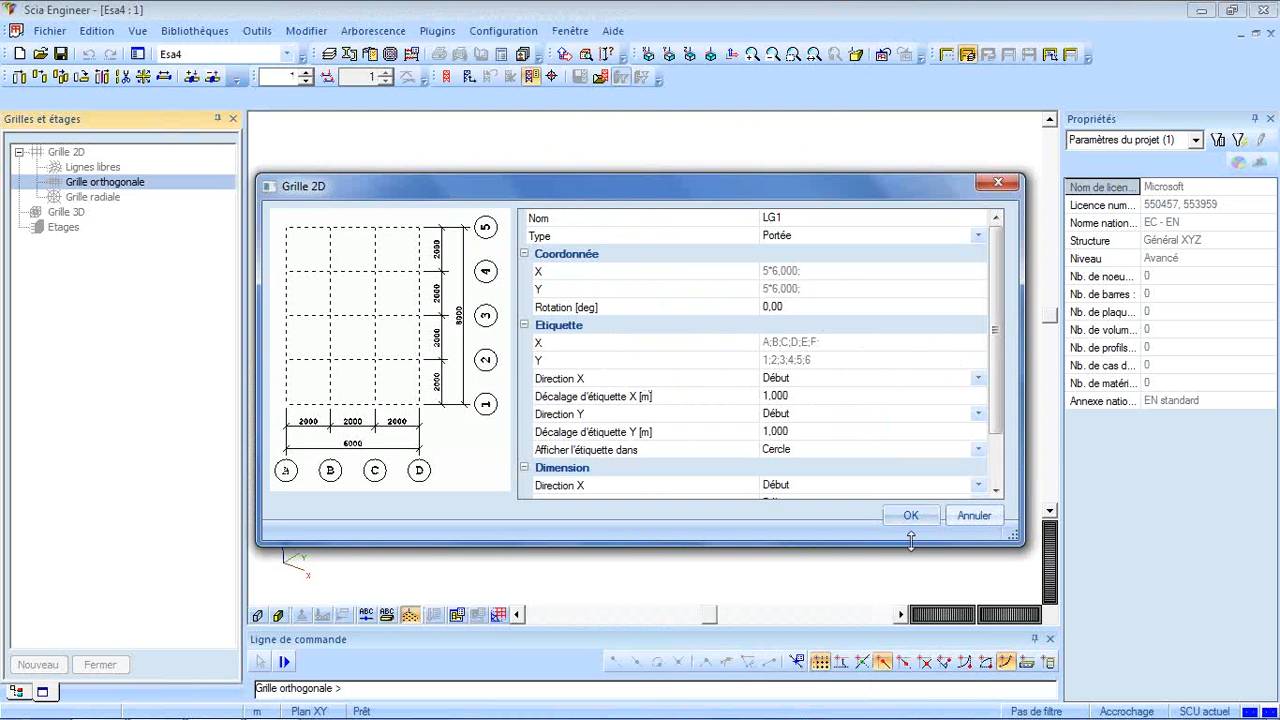 Scia Engineer - [Esa4 : 1]
Fichier Edition Vue Bibliothèques Outils Modifier Arborescence Plugins Configuration Fenêtre Aide
Esa4
1 1
Grilles et étages
Grille 2D
Lignes libres
Grille orthogonale
Grille radiale
Grille 3D
Etages
Nouveau Fermer
Grille 2D
5
4
3
2
1
2000
2000
2000
2000
8000
2000 2000 2000
6000
A B C D
Nom LG1
Type Portée
Coordonnée
X 5*6,000;
Y 5*6,000;
Rotation [deg] 0,00
Etiquette
X A;B;C;D;E;F
Y 1;2;3;4;5;6
Direction X Début
Décalage d'étiquette X [m] 1,000
Direction Y Début
Décalage d'étiquette Y [m] 1,000
Afficher l'étiquette dans Cercle
Dimension
Direction X Début
OK Annuler
Y
X
ABC ABC
Ligne de commande
Grille orthogonale >
Propriétés
Paramètres du projet (1)
Nom de licen... Microsoft
Licence num... 550457, 553959
Norme nation... EC - EN
Structure Général XYZ
Niveau Avancé
Nb. de noeu... 0
Nb. de barres : 0
Nb. de plaqu... 0
Nb. de volum... 0
Nb. de profils... 0
Nb. de cas d... 0
Nb. de matéri... 0
Annexe natio... EN standard
m Plan XY Prêt Pas de filtre Accrochage SCU actuel